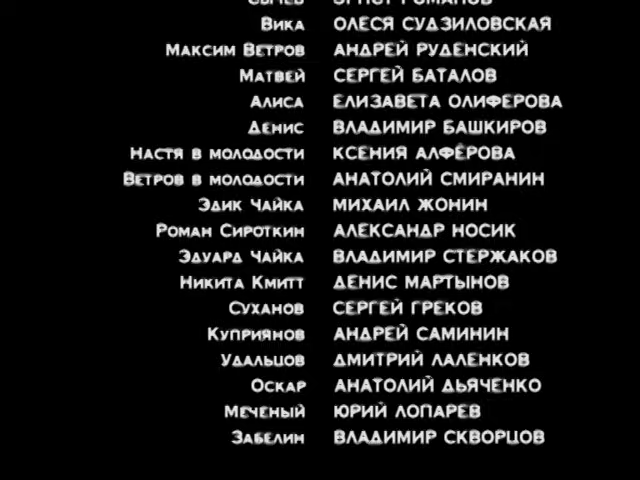 Сычёв ЭРНСТ РОМАНОВ
Вика ОЛЕСЯ СУДЗИЛОВСКАЯ
Максим Ветров АНДРЕЙ РУДЕНСКИЙ
Матвей СЕРГЕЙ БАТАЛОВ
Алиса ЕЛИЗАВЕТА ОЛИФЕРОВА
Денис ВЛАДИМИР БАШКИРОВ
Настя в молодости КСЕНИЯ АЛФЁРОВА
Ветров в молодости АНАТОЛИЙ СМИРАНИН
Эдик Чайка МИХАИЛ ЖОНИН
Роман Сироткин АЛЕКСАНДР НОСИК
Эдуард Чайка ВЛАДИМИР СТЕРЖАКОВ
Никита Кмитт ДЕНИС МАРТЫНОВ
Суханов СЕРГЕЙ ГРЕКОВ
Куприянов АНДРЕЙ САМИНИН
Удальцов ДМИТРИЙ ЛАЛЕНКОВ
Оскар АНАТОЛИЙ ДЬЯЧЕНКО
Меченый ЮРИЙ ЛОПАРЕВ
Забелин ВЛАДИМИР СКВОРЦОВ